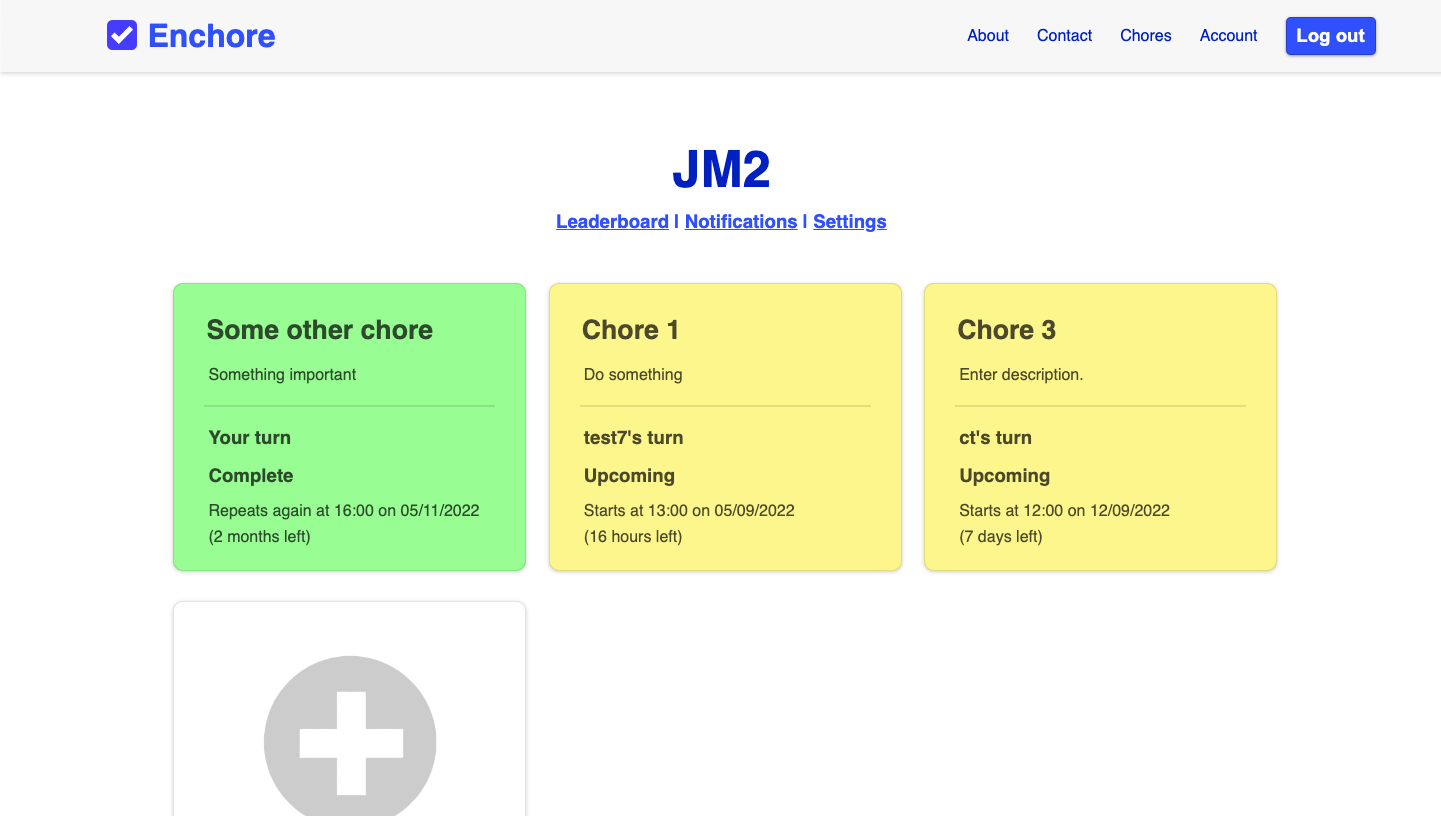 Enchore
About Contact Chores Account Log out
JM2
Leaderboard | Notifications | Settings
Some other chore
Something important
Your turn
Complete
Repeats again at 16:00 on 05/11/2022
(2 months left)
Chore 1
Do something
test7's turn
Upcoming
Starts at 13:00 on 05/09/2022
(16 hours left)
Chore 3
Enter description.
ct's turn
Upcoming
Starts at 12:00 on 12/09/2022
(7 days left)